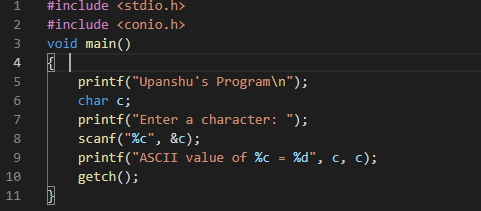 1 #include <stdio.h>
2 #include <conio.h>
3 void main()
4 {
5 printf("Upanshu's Program\n");
6 char c;
7 printf("Enter a character: ");
8 scanf("%c", &c);
9 printf("ASCII value of %c = %d", c, c);
10 getch();
11 }